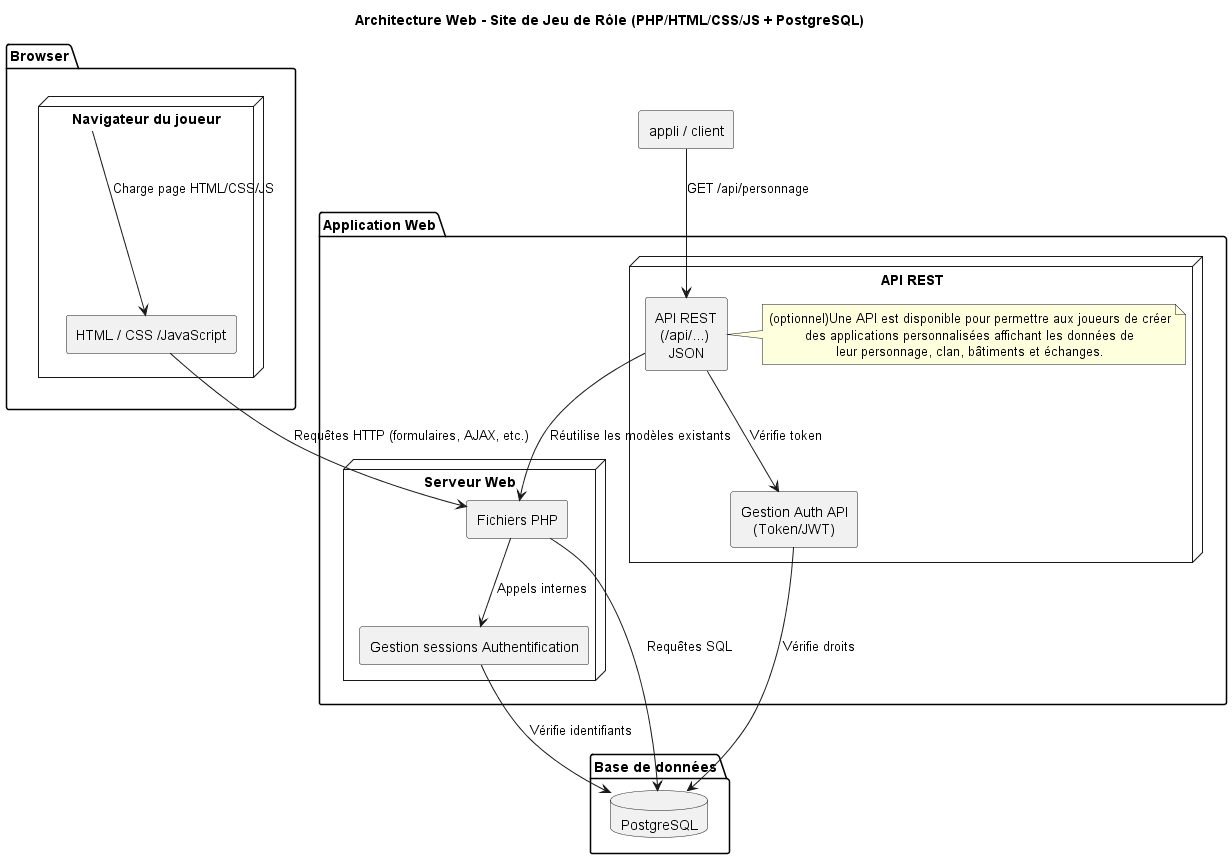 Architecture Web - Site de Jeu de Rôle (PHP/HTML/CSS/JS + PostgreSQL)
Browser
Navigateur du joueur
appli / client
Charge page HTML/CSS/JS
GET /api/personnage
Application Web
API REST
API REST
(/api/...)
JSON
(optionnel)Une API est disponible pour permettre aux joueurs de créer
des applications personnalisées affichant les données de
leur personnage, clan, bâtiments et échanges.
HTML / CSS /JavaScript
Requêtes HTTP (formulaires, AJAX, etc.)
Réutilise les modèles existants
Vérifie token
Serveur Web
Fichiers PHP
Gestion Auth API
(Token/JWT)
Appels internes
Gestion sessions Authentification
Requêtes SQL
Vérifie droits
Vérifie identifiants
Base de données
PostgreSQL